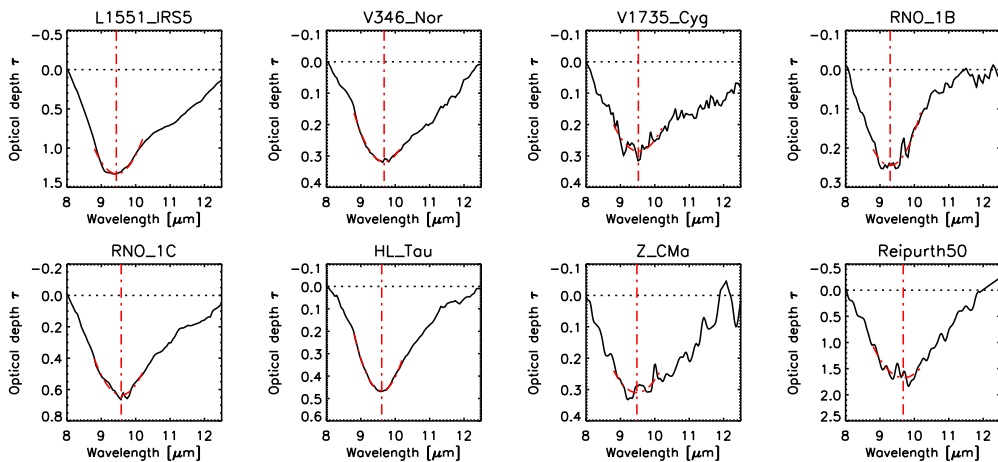 L1551_IRS5
V346_Nor
V1735_Cyg
RNO_1B
Optical depth τ
−0.5
0.0
0.5
1.0
1.5
8 9 10 11 12
Wavelength [μm]
Optical depth τ
−0.1
0.0
0.1
0.2
0.3
0.4
8 9 10 11 12
Wavelength [μm]
Optical depth τ
−0.1
0.0
0.1
0.2
0.3
0.4
8 9 10 11 12
Wavelength [μm]
Optical depth τ
−0.1
0.0
0.1
0.2
0.3
8 9 10 11 12
Wavelength [μm]
RNO_1C
HL_Tau
Z_CMa
Reipurth50
Optical depth τ
−0.2
0.0
0.2
0.4
0.6
0.8
8 9 10 11 12
Wavelength [μm]
Optical depth τ
−0.1
0.0
0.1
0.2
0.3
0.4
0.5
0.6
8 9 10 11 12
Wavelength [μm]
Optical depth τ
−0.1
0.0
0.1
0.2
0.3
0.4
8 9 10 11 12
Wavelength [μm]
Optical depth τ
−0.5
0.0
0.5
1.0
1.5
2.0
2.5
8 9 10 11 12
Wavelength [μm]